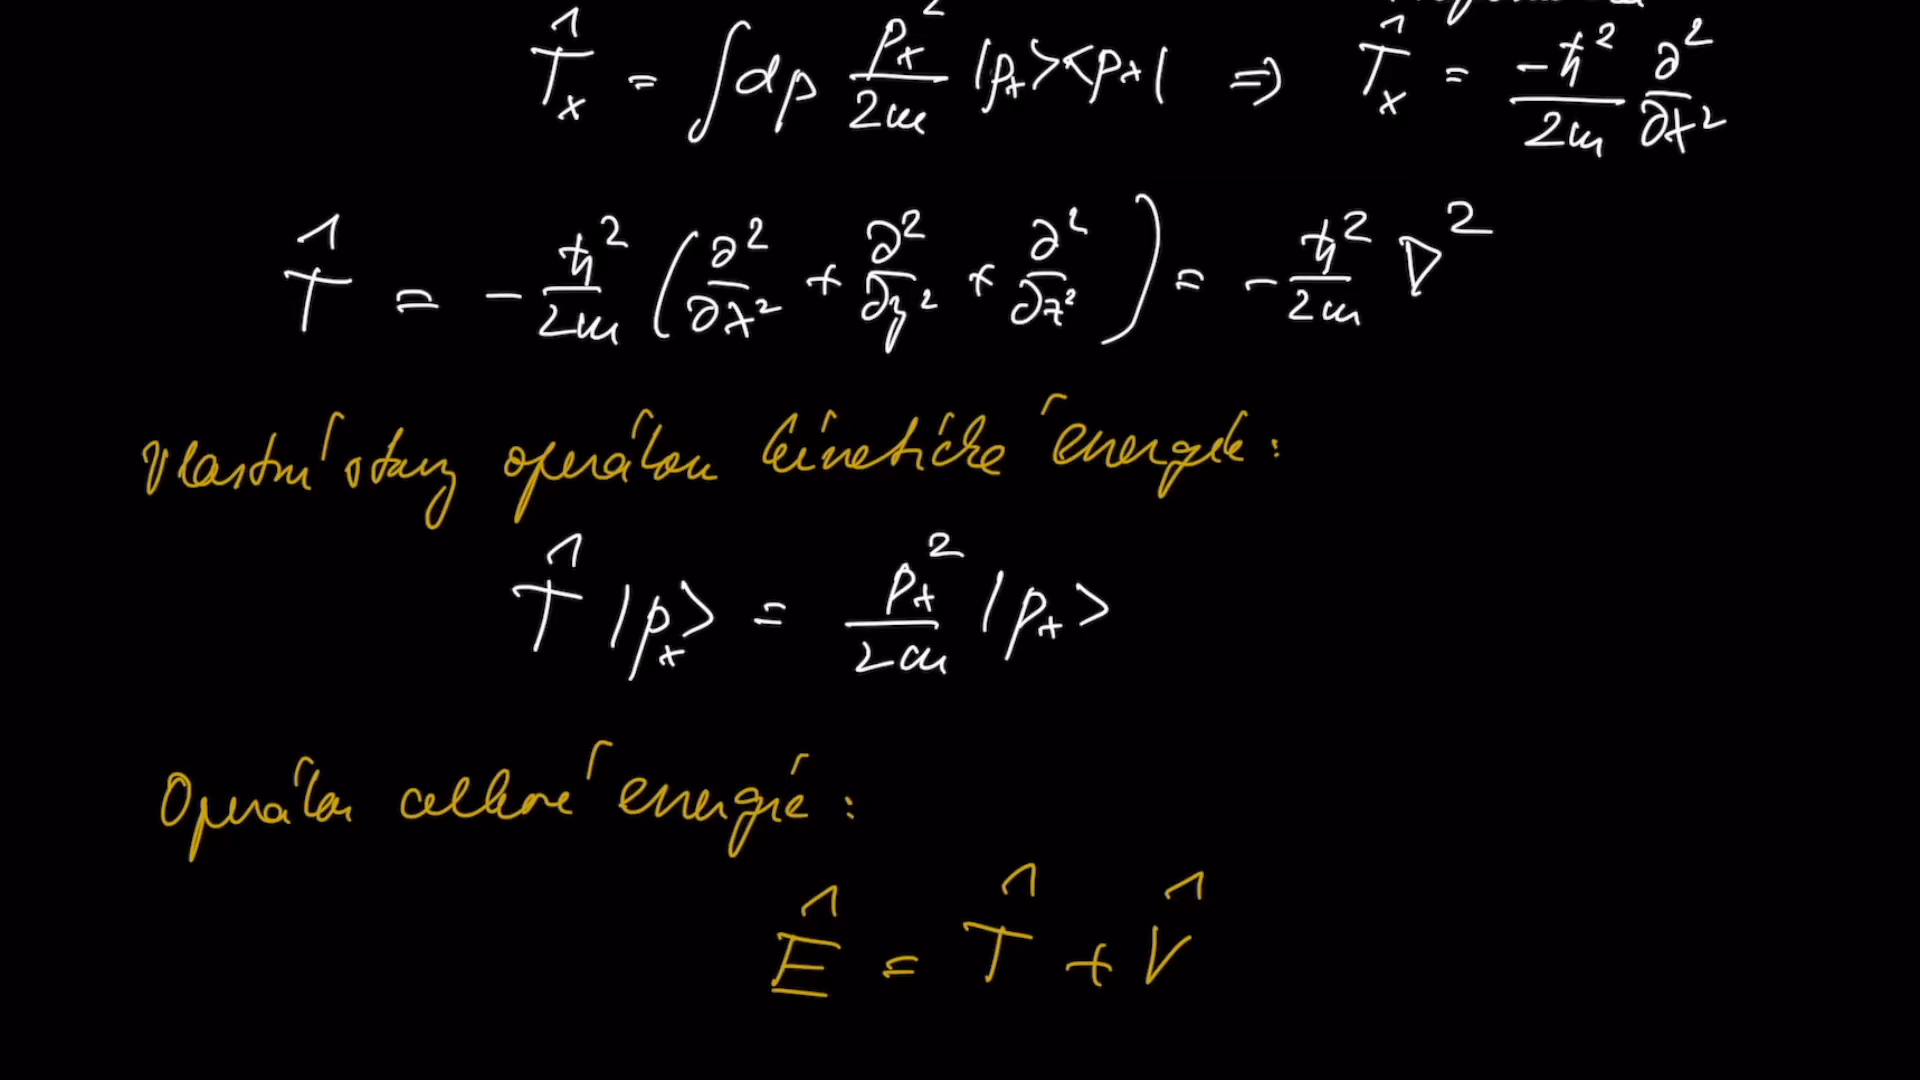 T̂ₓ = ∫dp pₓ²/2m |pₓ><pₓ| ⇒ T̂ₓ = -ħ²/2m ∂²/∂x²
T̂ = -ħ²/2m (∂²/∂x² + ∂²/∂y² + ∂²/∂z²) = -ħ²/2m ∇²
Vlastní stavy operátoru kinetické energie:
T̂ |pₓ> = pₓ²/2m |pₓ>
Operátor celkové energie:
Ê = T̂ + V̂